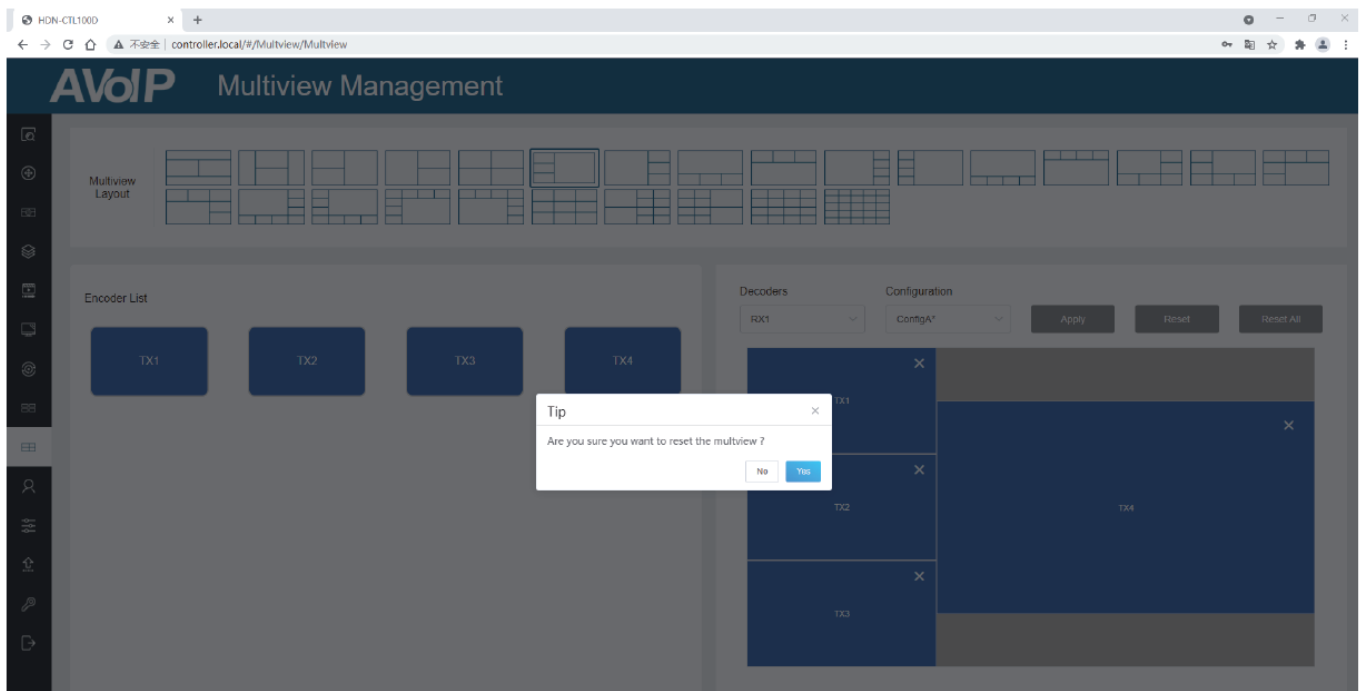 HDN-CTL100D
不安全 controller.local/#/Multview/Multview
AVoIP Multiview Management
Multiview
Layout
Encoder List
TX1 TX2 TX3 TX4
Decoders Configuration
RX1 ConfigA* Apply Reset Reset All
TX1
TX2
TX3
TX4
Tip
Are you sure you want to reset the multview ?
No Yes